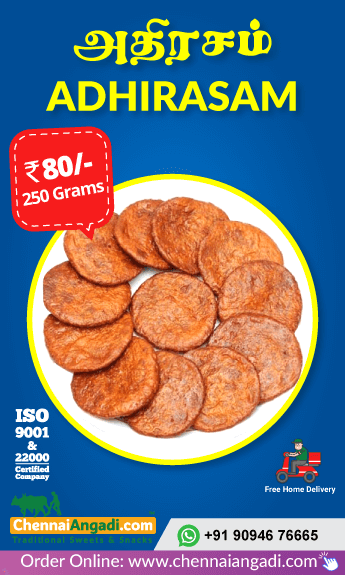 அதிரசம்
ADHIRASAM
₹80/-
250 Grams
ISO
9001
&
22000
Certified
Company
Free Home Delivery
ChennaiAngadi.com
Traditional Sweets & Snacks
+91 90946 76665
Order Online: www.chennaiangadi.com